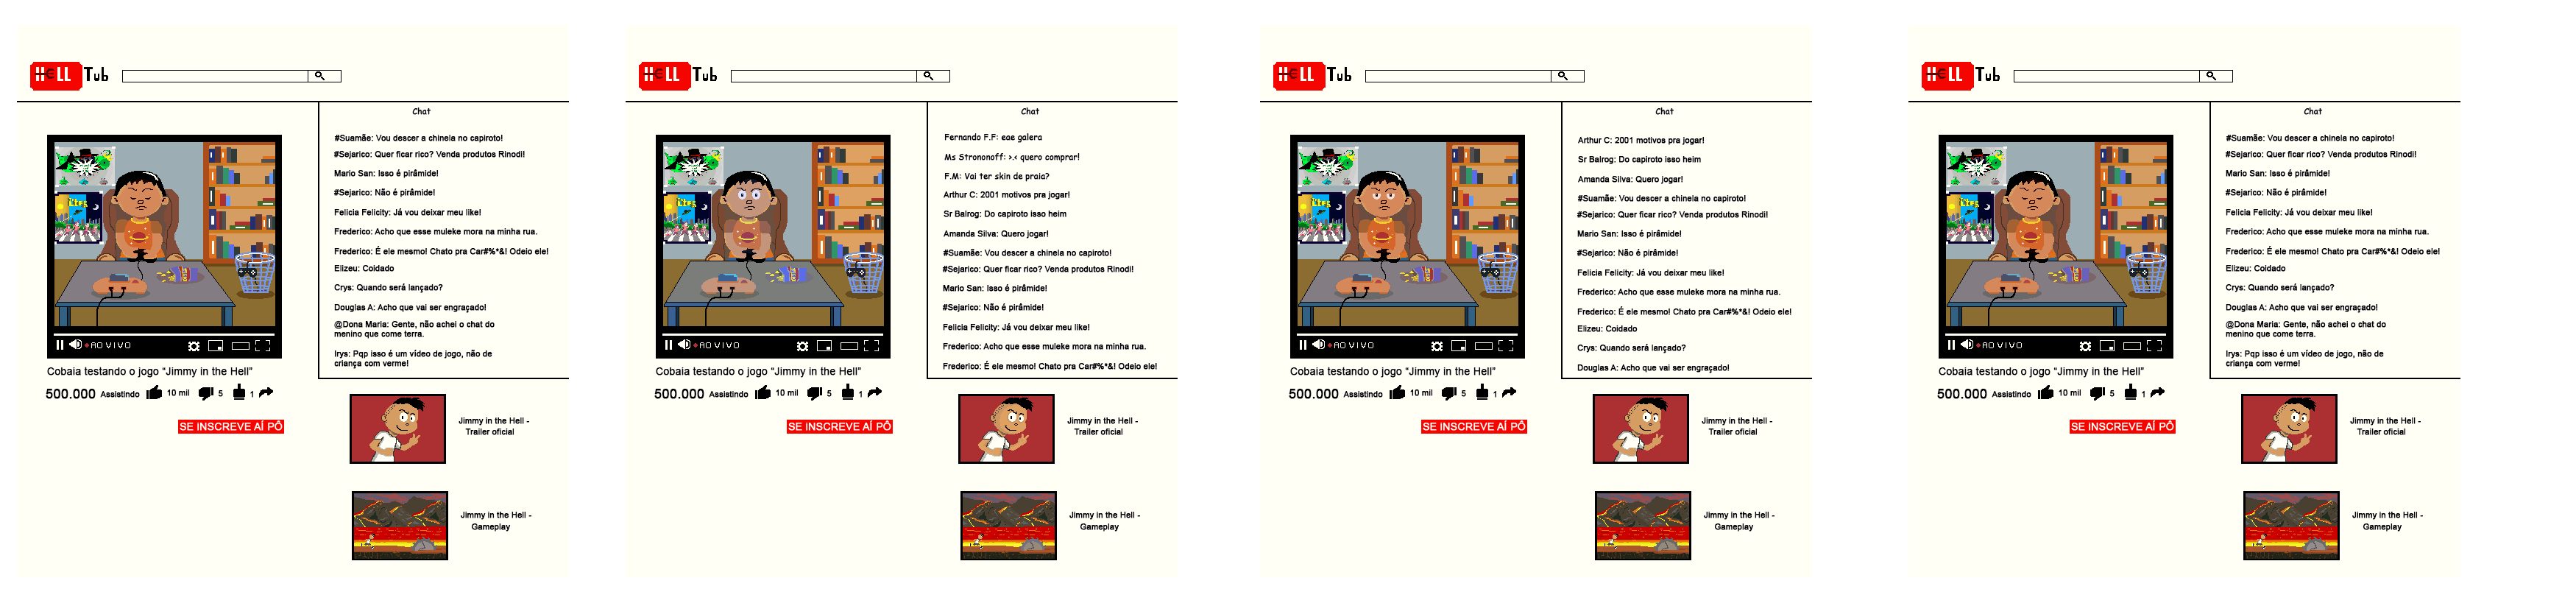 HeLL Tub
Chat
#Suamãe: Vou descer a chinela no capiroto!
#Sejarico: Quer ficar rico? Venda produtos Rinodi!
Mario San: Isso é pirâmide!
#Sejarico: Não é pirâmide!
Felicia Felicity: Já vou deixar meu like!
Frederico: Acho que esse muleke mora na minha rua.
Frederico: É ele mesmo! Chato pra Car#%*&! Odeio ele!
Elizeu: Coidado
Crys: Quando será lançado?
Douglas A: Acho que vai ser engraçado!
@Dona Maria: Gente, não achei o chat do
menino que come terra.
Irys: Pqp isso é um vídeo de jogo, não de
criança com verme!
AO VIVO
Cobaia testando o jogo “Jimmy in the Hell”
500.000 Assistindo 10 mil 5 1
SE INSCREVE AÍ PÔ
Jimmy in the Hell -
Trailer oficial
Jimmy in the Hell -
Gameplay
HeLL Tub
Chat
Fernando F.F: eae galera
Ms Strononoff: >.< quero comprar!
F.M: Vai ter skin de praia?
Arthur C: 2001 motivos pra jogar!
Sr Balrog: Do capiroto isso heim
Amanda Silva: Quero jogar!
#Suamãe: Vou descer a chinela no capiroto!
#Sejarico: Quer ficar rico? Venda produtos Rinodi!
Mario San: Isso é pirâmide!
#Sejarico: Não é pirâmide!
Felicia Felicity: Já vou deixar meu like!
Frederico: Acho que esse muleke mora na minha rua.
Frederico: É ele mesmo! Chato pra Car#%*&! Odeio ele!
AO VIVO
Cobaia testando o jogo “Jimmy in the Hell”
500.000 Assistindo 10 mil 5 1
SE INSCREVE AÍ PÔ
Jimmy in the Hell -
Trailer oficial
Jimmy in the Hell -
Gameplay
HeLL Tub
Chat
Arthur C: 2001 motivos pra jogar!
Sr Balrog: Do capiroto isso heim
Amanda Silva: Quero jogar!
#Suamãe: Vou descer a chinela no capiroto!
#Sejarico: Quer ficar rico? Venda produtos Rinodi!
Mario San: Isso é pirâmide!
#Sejarico: Não é pirâmide!
Felicia Felicity: Já vou deixar meu like!
Frederico: Acho que esse muleke mora na minha rua.
Frederico: É ele mesmo! Chato pra Car#%*&! Odeio ele!
Elizeu: Coidado
Crys: Quando será lançado?
Douglas A: Acho que vai ser engraçado!
AO VIVO
Cobaia testando o jogo “Jimmy in the Hell”
500.000 Assistindo 10 mil 5 1
SE INSCREVE AÍ PÔ
Jimmy in the Hell -
Trailer oficial
Jimmy in the Hell -
Gameplay
HeLL Tub
Chat
#Suamãe: Vou descer a chinela no capiroto!
#Sejarico: Quer ficar rico? Venda produtos Rinodi!
Mario San: Isso é pirâmide!
#Sejarico: Não é pirâmide!
Felicia Felicity: Já vou deixar meu like!
Frederico: Acho que esse muleke mora na minha rua.
Frederico: É ele mesmo! Chato pra Car#%*&! Odeio ele!
Elizeu: Coidado
Crys: Quando será lançado?
Douglas A: Acho que vai ser engraçado!
@Dona Maria: Gente, não achei o chat do
menino que come terra.
Irys: Pqp isso é um vídeo de jogo, não de
criança com verme!
AO VIVO
Cobaia testando o jogo “Jimmy in the Hell”
500.000 Assistindo 10 mil 5 1
SE INSCREVE AÍ PÔ
Jimmy in the Hell -
Trailer oficial
Jimmy in the Hell -
Gameplay